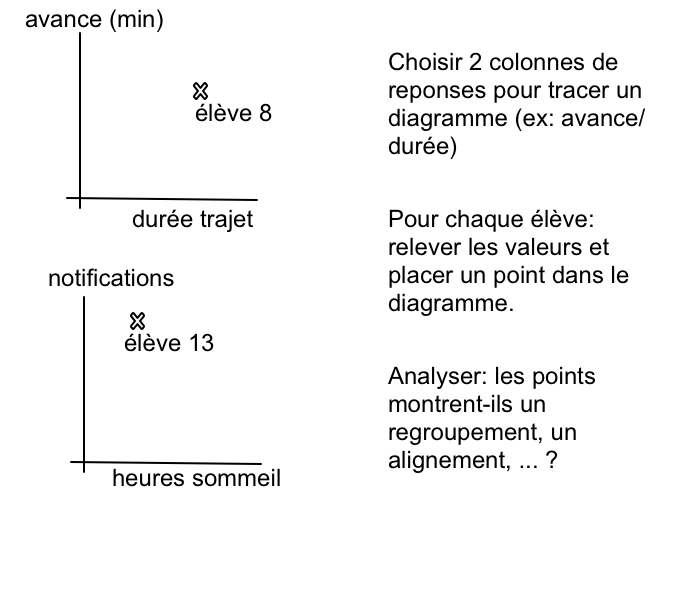 avance (min)
élève 8
durée trajet
notifications
élève 13
heures sommeil
Choisir 2 colonnes de
reponses pour tracer un
diagramme (ex: avance/
durée)
Pour chaque élève:
relever les valeurs et
placer un point dans le
diagramme.
Analyser: les points
montrent-ils un
regroupement, un
alignement, ... ?